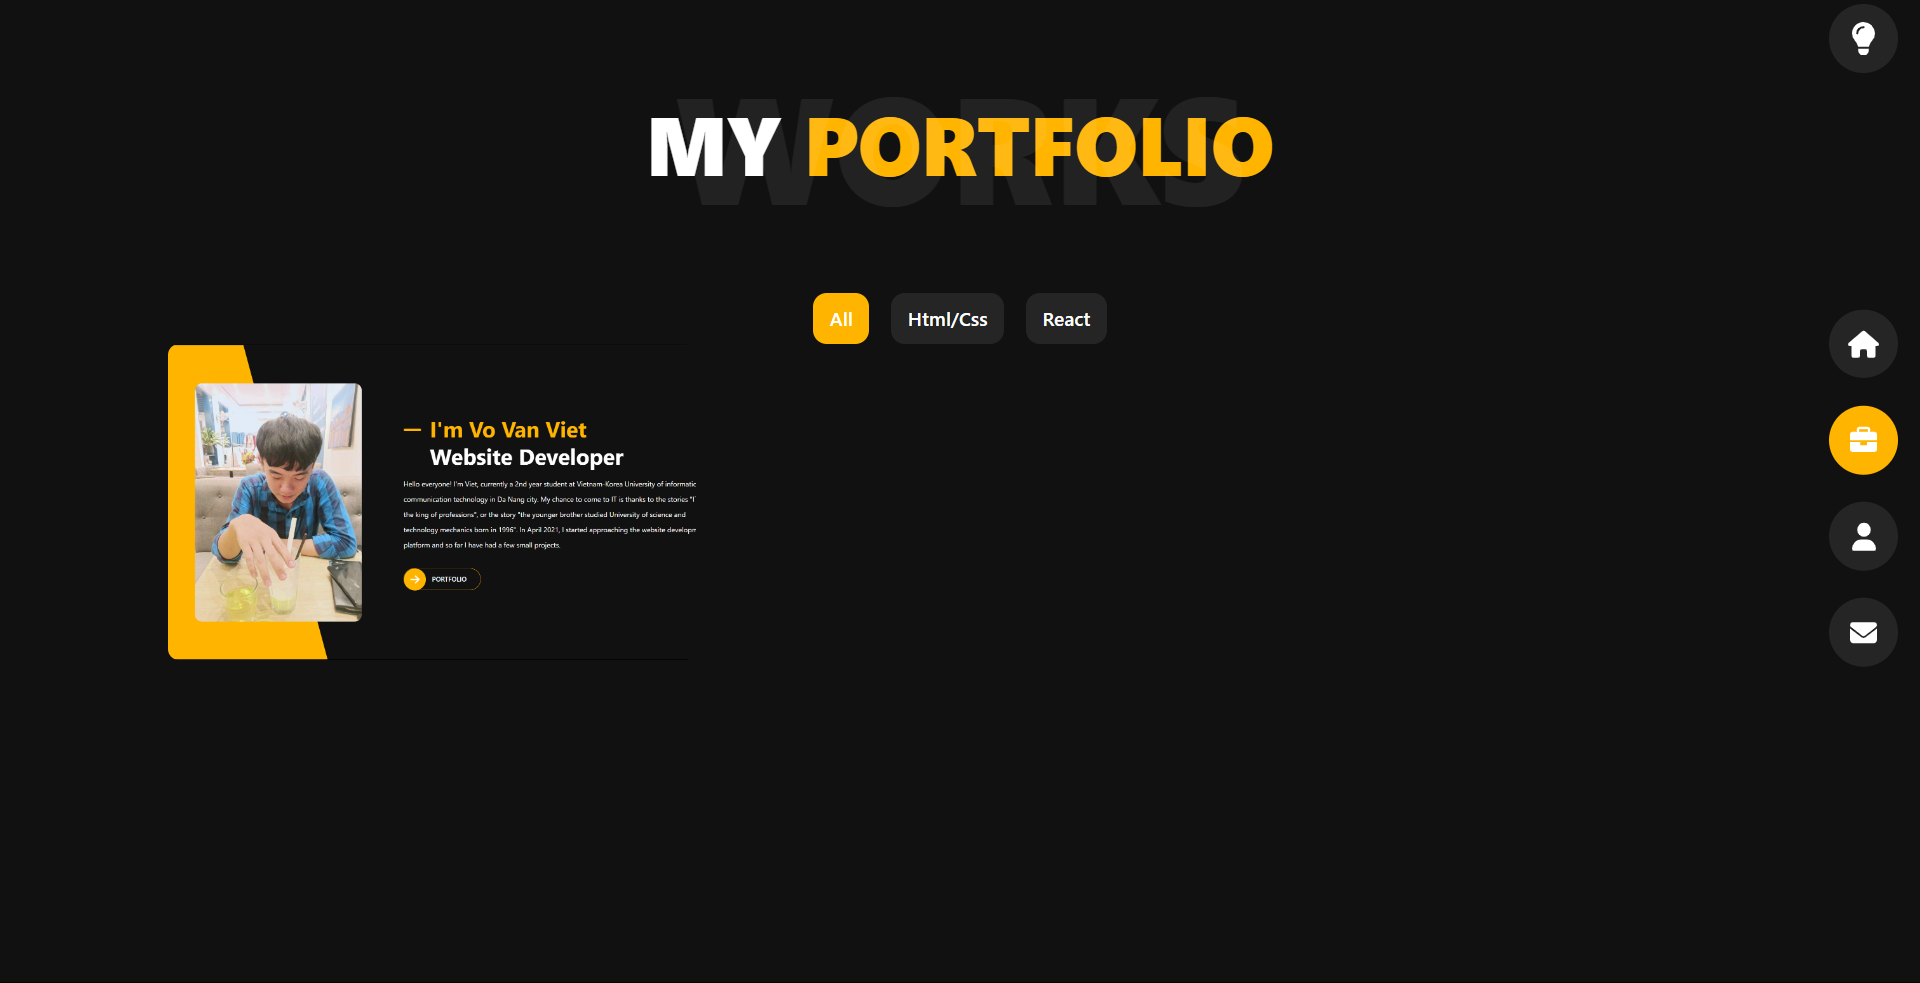 WORKS
MY PORTFOLIO
All
Html/Css
React
I'm Vo Van Viet
Website Developer
Hello everyone! I'm Viet, currently a 2nd year student at Vietnam-Korea University of informatic
communication technology in Da Nang city. My chance to come to IT is thanks to the stories "I
the king of professions", or the story "the younger brother studied University of science and
technology mechanics born in 1996". In April 2021, I started approaching the website developm
platform and so far I have had a few small projects.
PORTFOLIO